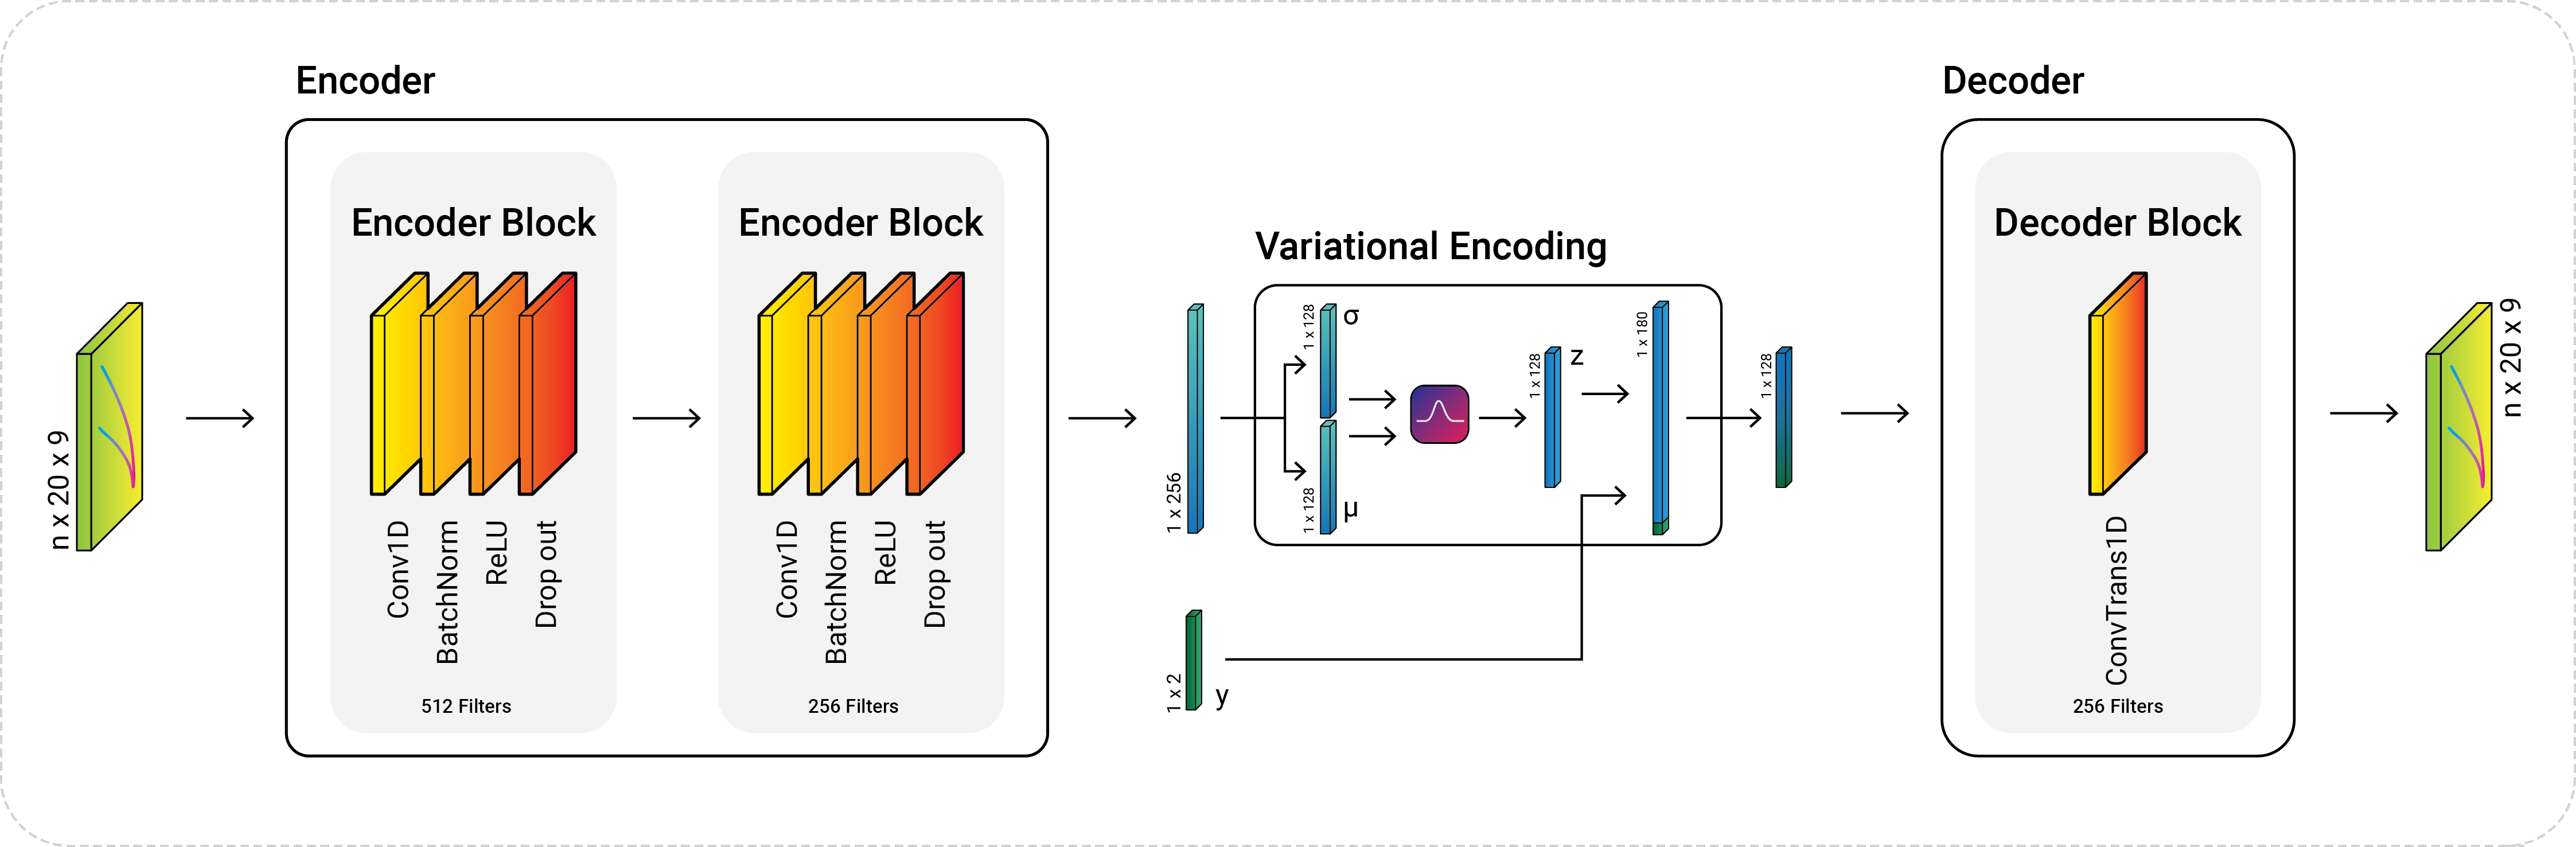 n x 20 x 9
Encoder
Encoder Block
Conv1D
BatchNorm
ReLU
Drop out
512 Filters
Encoder Block
Conv1D
BatchNorm
ReLU
Drop out
256 Filters
1 x 256
1 x 2
y
Variational Encoding
1 x 128
σ
1 x 128
μ
1 x 128
z
1 x 180
1 x 128
Decoder
Decoder Block
ConvTrans1D
256 Filters
n x 20 x 9